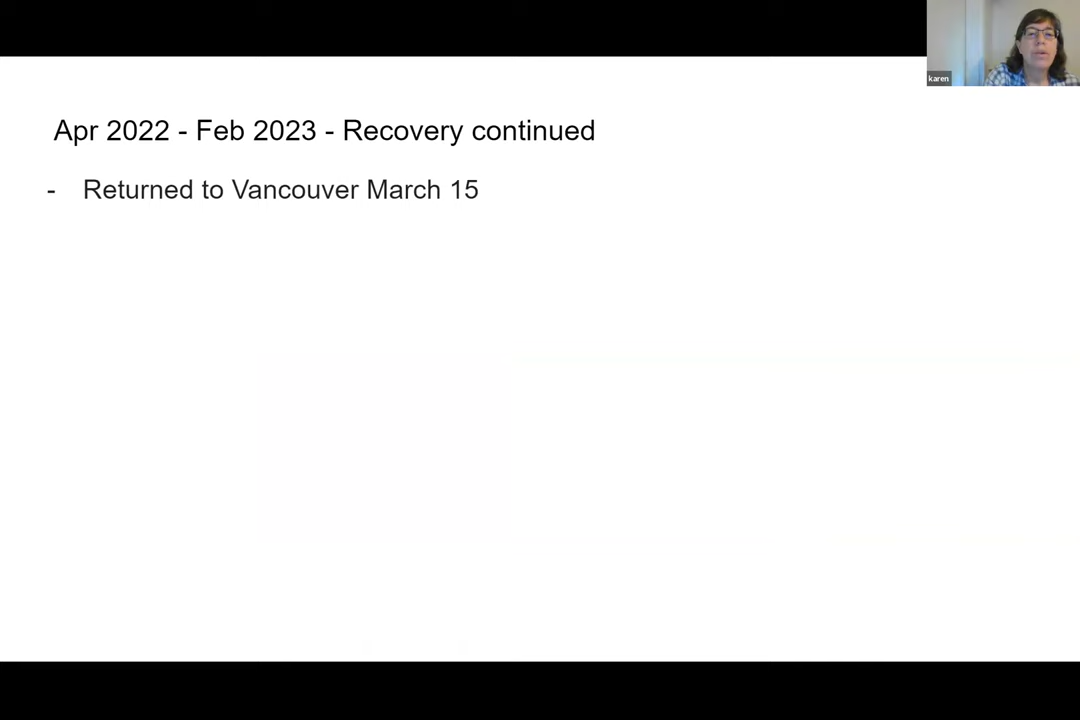 karen
Apr 2022 - Feb 2023 - Recovery continued
- Returned to Vancouver March 15